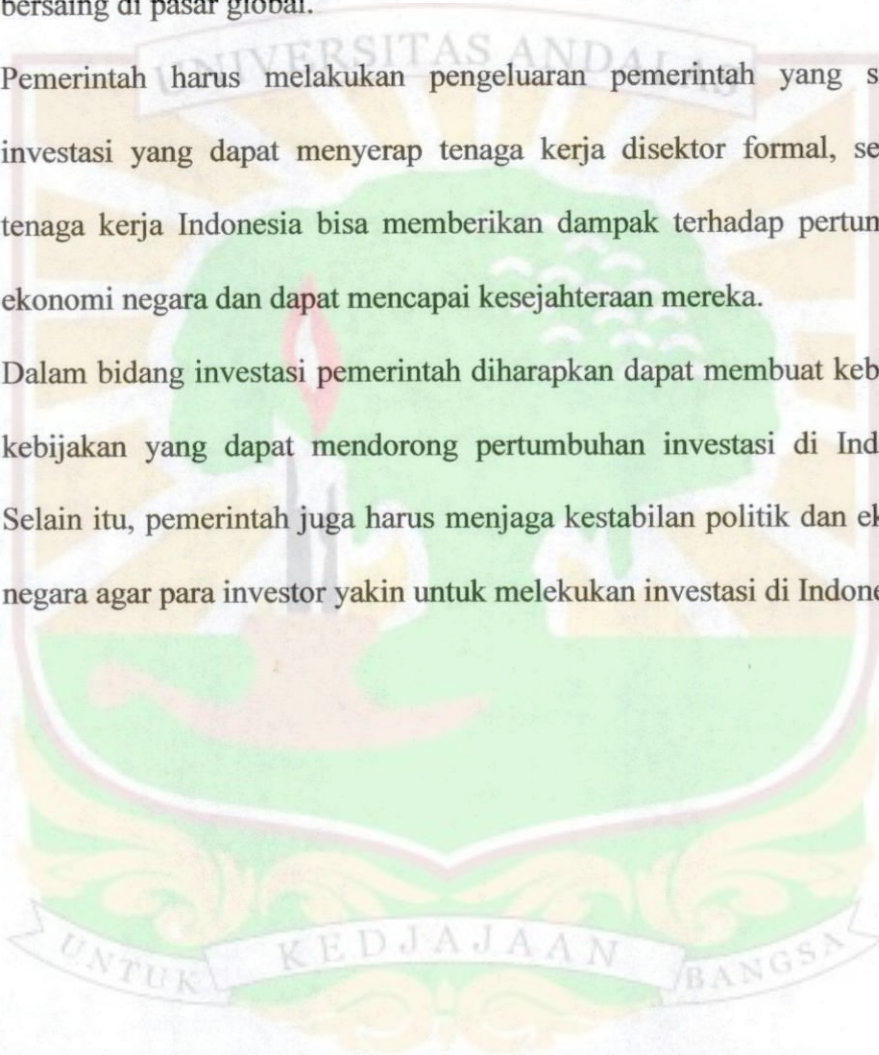 bersaing di pasar global.
UNIVERSITAS ANDALAS
Pemerintah harus melakukan pengeluaran pemerintah yang s
investasi yang dapat menyerap tenaga kerja disektor formal, se
tenaga kerja Indonesia bisa memberikan dampak terhadap pertum
ekonomi negara dan dapat mencapai kesejahteraan mereka.
Dalam bidang investasi pemerintah diharapkan dapat membuat keb
kebijakan yang dapat mendorong pertumbuhan investasi di Ind
Selain itu, pemerintah juga harus menjaga kestabilan politik dan ek
negara agar para investor yakin untuk melekukan investasi di Indone
UNTUK KEDJAJAAN BANGSA